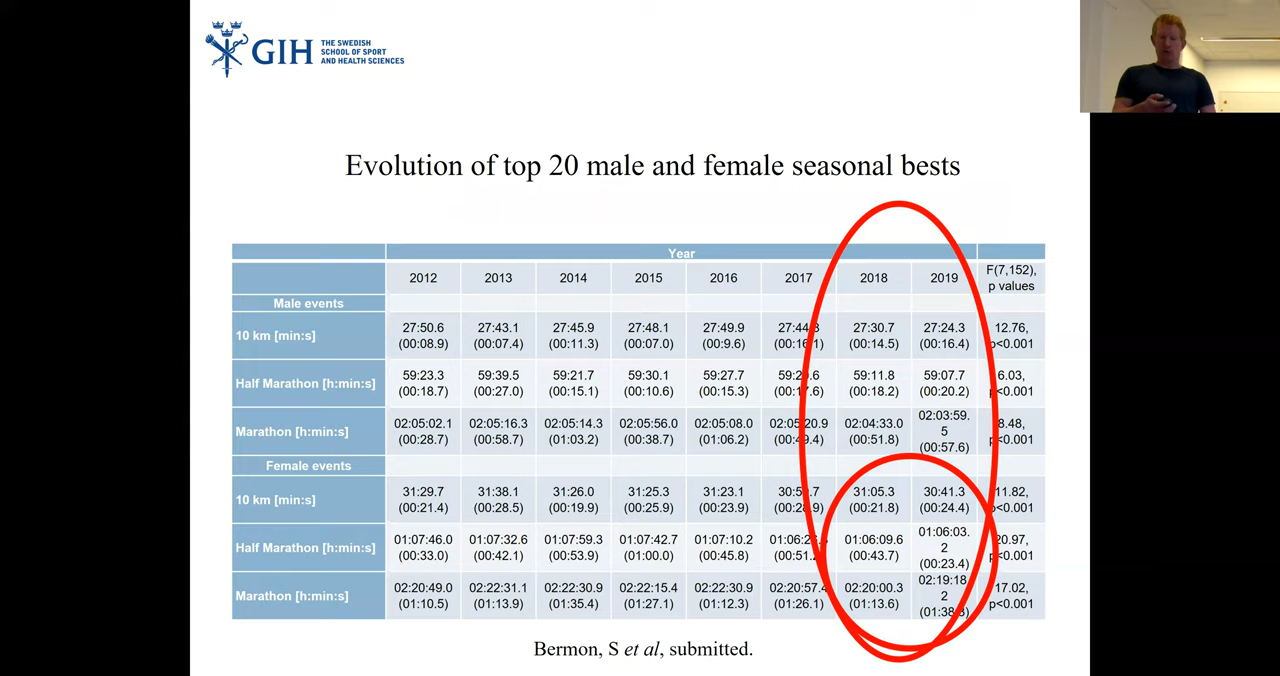 GIH
THE SWEDISH
SCHOOL OF SPORT
AND HEALTH SCIENCES
Evolution of top 20 male and female seasonal bests
Year
2012 2013 2014 2015 2016 2017 2018 2019 F(7,152),
p values
Male events
10 km [min:s] 27:50.6 27:43.1 27:45.9 27:48.1 27:49.9 27:30.7 27:24.3 12.76,
(00:08.9) (00:07.4) (00:11.3) (00:07.0) (00:9.6) (00:14.5) (00:16.4) p<0.001
Half Marathon [h:min:s] 59:23.3 59:39.5 59:21.7 59:30.1 59:27.7 59:11.8 59:07.7 6.03,
(00:18.7) (00:27.0) (00:15.1) (00:10.6) (00:15.3) (00:18.2) (00:20.2) p<0.001
Marathon [h:min:s] 02:05:02.1 02:05:16.3 02:05:14.3 02:05:56.0 02:05:08.0 02:05:20.9 02:04:33.0 02:03:59.5 8.48,
(00:28.7) (00:58.7) (01:03.2) (00:38.7) (01:06.2) (00:51.8) (00:57.6) p<0.001
Female events
10 km [min:s] 31:29.7 31:38.1 31:26.0 31:25.3 31:23.1 31:05.3 30:41.3 11.82,
(00:21.4) (00:28.5) (00:19.9) (00:25.9) (00:23.9) (00:21.8) (00:24.4) p<0.001
Half Marathon [h:min:s] 01:07:46.0 01:07:32.6 01:07:59.3 01:07:42.7 01:07:10.2 01:06:09.6 01:06:03.2 20.97,
(00:33.0) (00:42.1) (00:53.9) (01:00.0) (00:45.8) (00:43.7) (00:23.4) p<0.001
Marathon [h:min:s] 02:20:49.0 02:22:31.1 02:22:30.9 02:22:15.4 02:22:30.9 02:20:57.4 02:20:00.3 02:19:18.2 17.02,
(01:10.5) (01:13.9) (01:35.4) (01:27.1) (01:12.3) (01:26.1) (01:13.6) p<0.001
Bermon, S et al, submitted.